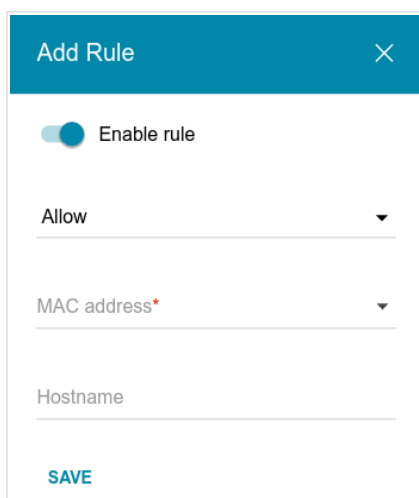 Add Rule
Enable rule
Allow
MAC address*
Hostname
SAVE